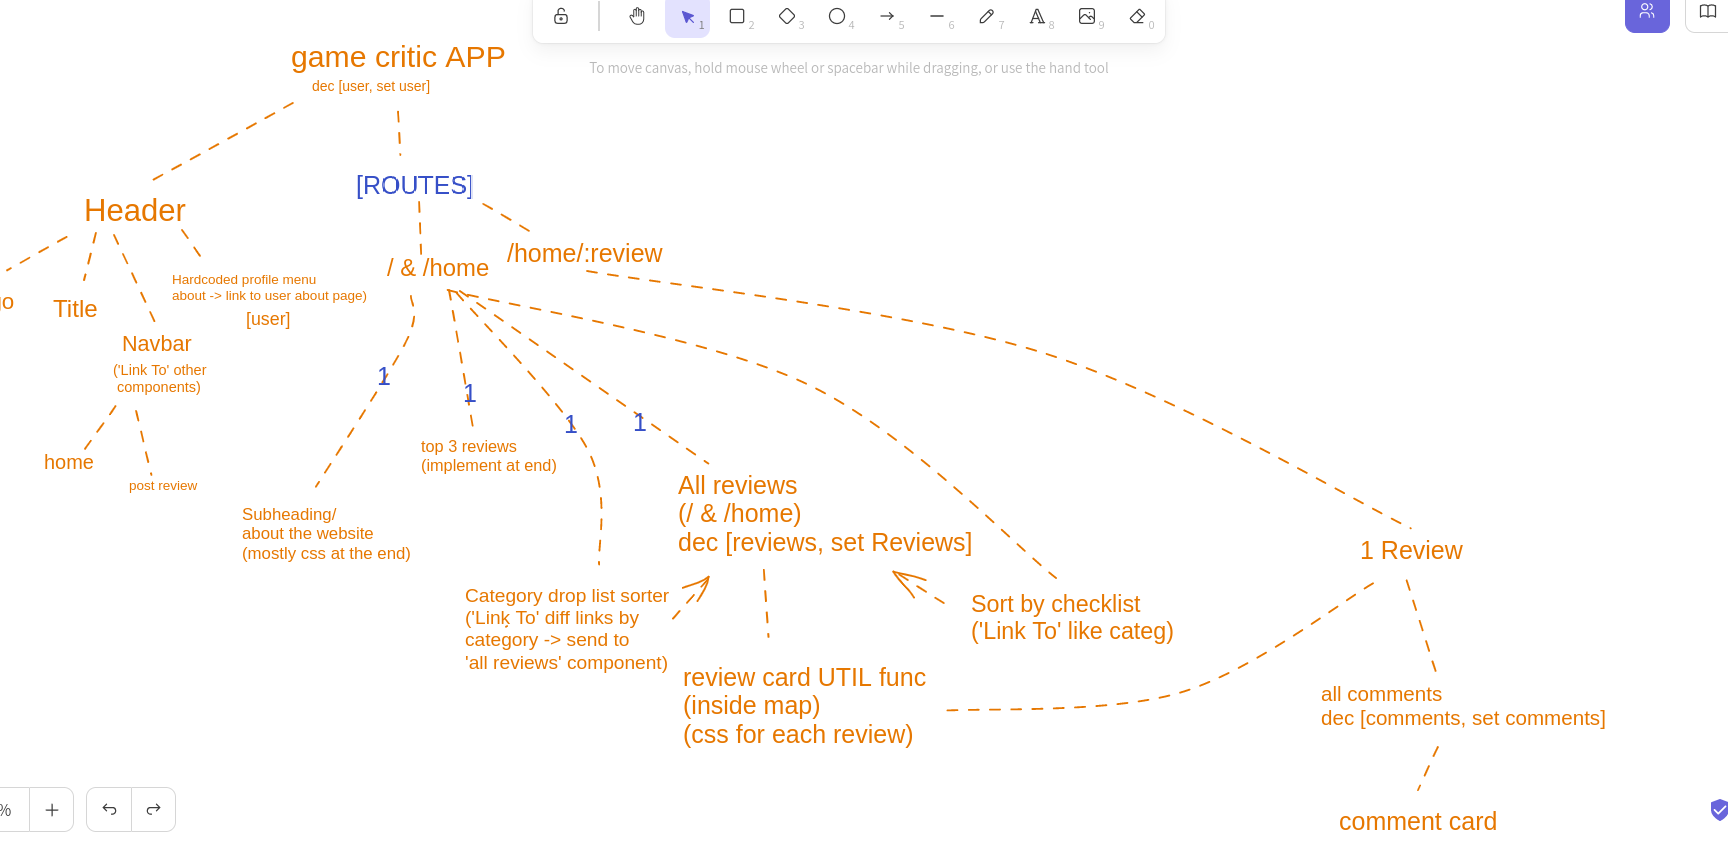 1
2
3
4
5
6
7
8
9
0
To move canvas, hold mouse wheel or spacebar while dragging, or use the hand tool
game critic APP
dec [user, set user]
[ROUTES]
Header
/home/:review
/ & /home
Hardcoded profile menu
about -> link to user about page)
[user]
go
Title
Navbar
('Link To' other
components)
home
post review
1
1
1
1
top 3 reviews
(implement at end)
Subheading/
about the website
(mostly css at the end)
All reviews
(/ & /home)
dec [reviews, set Reviews]
Category drop list sorter
('Link To' diff links by
category -> send to
'all reviews' component)
Sort by checklist
('Link To' like categ)
review card UTIL func
(inside map)
(css for each review)
1 Review
all comments
dec [comments, set comments]
comment card
%